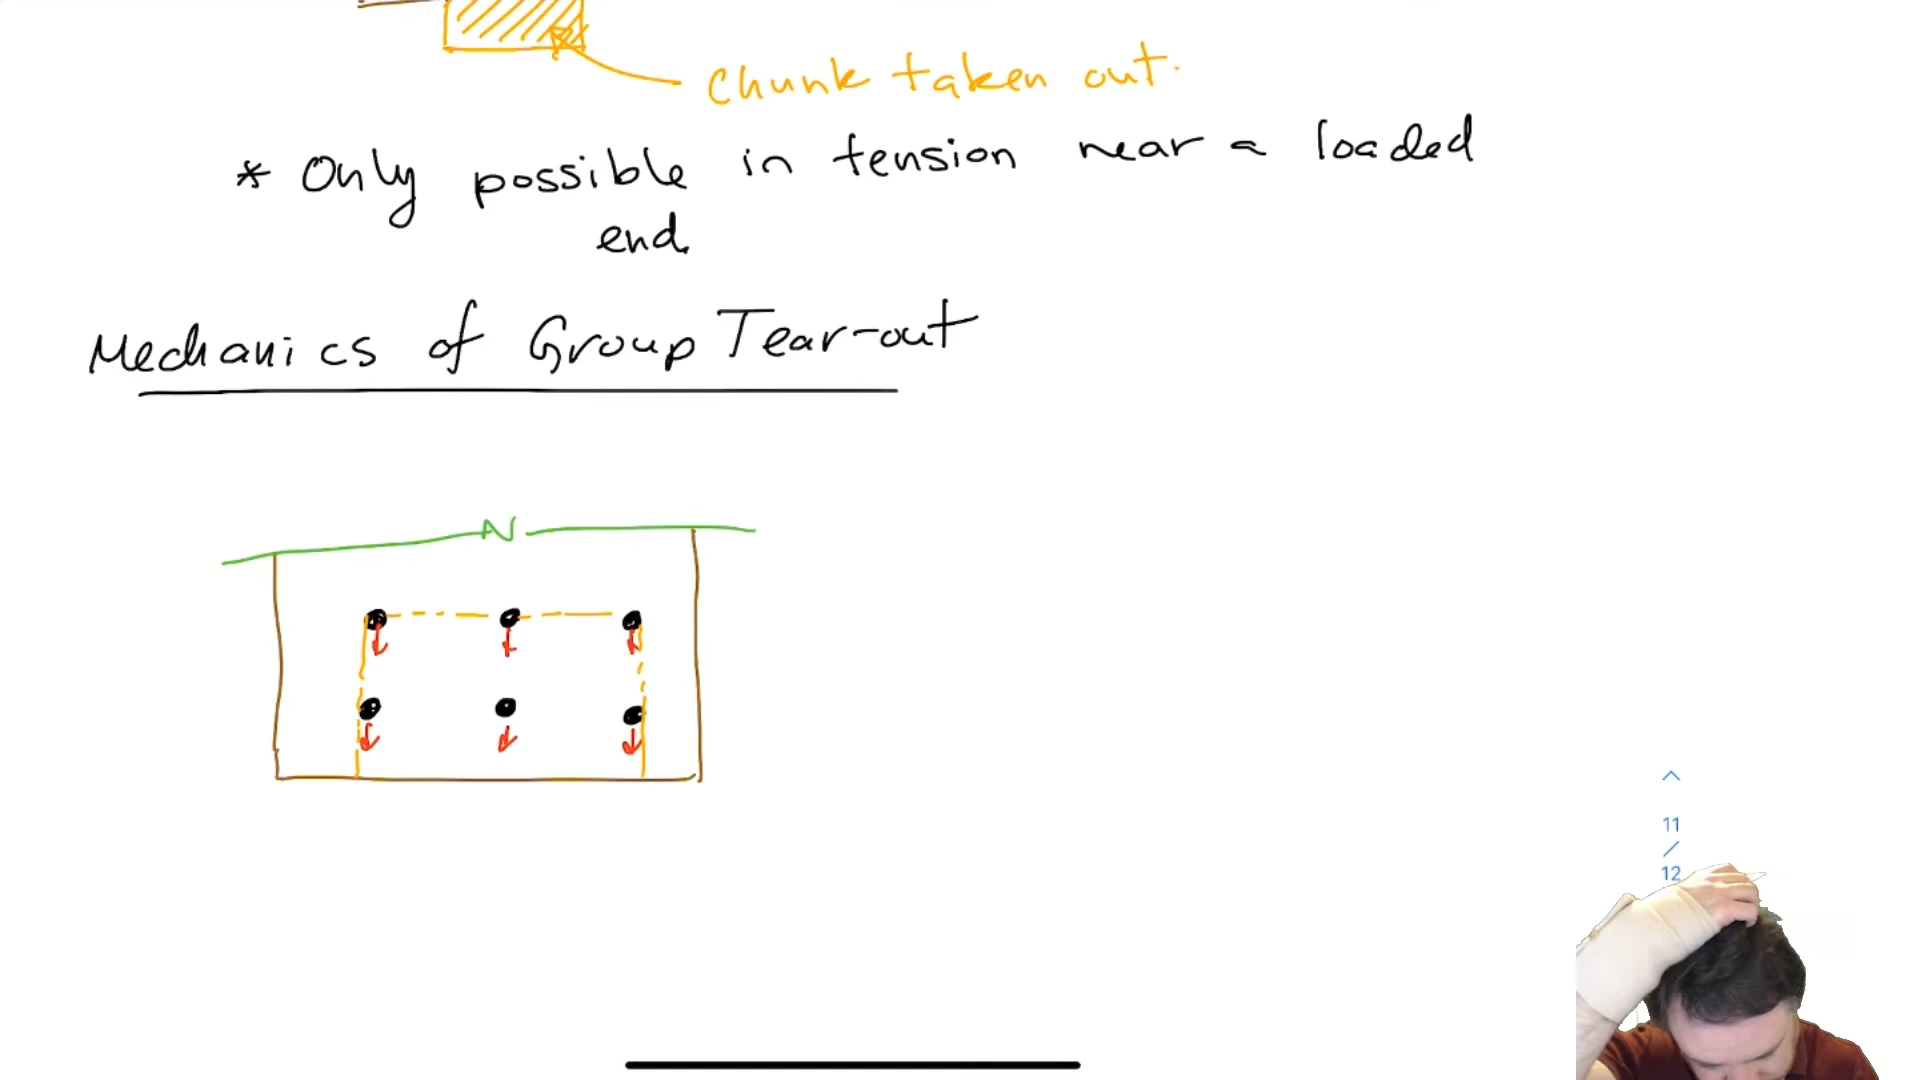 Chunk taken out.
* Only possible in tension near a loaded
end.
Mechanics of Group Tear-out
11
/
12